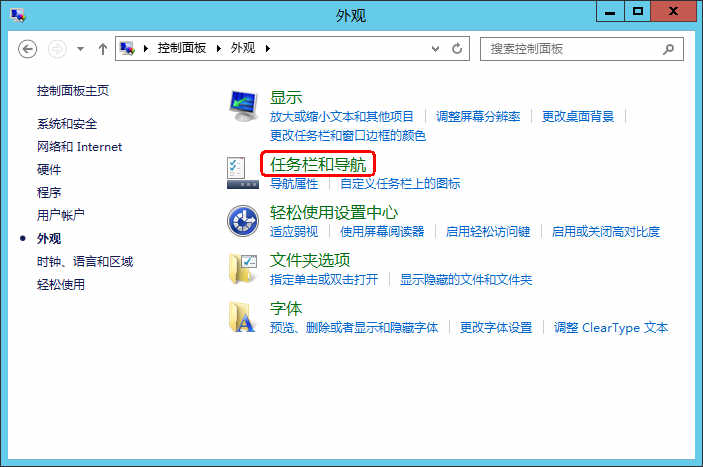 外观
控制面板 外观
搜索控制面板
控制面板主页
系统和安全
网络和 Internet
硬件
程序
用户帐户
外观
时钟、语言和区域
轻松使用
显示
放大或缩小文本和其他项目 调整屏幕分辨率 更改桌面背景
更改任务栏和窗口边框的颜色
任务栏和导航
导航属性 自定义任务栏上的图标
轻松使用设置中心
适应弱视 使用屏幕阅读器 启用轻松访问键 启用或关闭高对比度
文件夹选项
指定单击或双击打开 显示隐藏的文件和文件夹
字体
预览、删除或者显示和隐藏字体 更改字体设置 调整 ClearType 文本